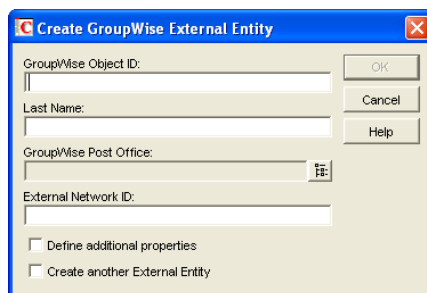 Create GroupWise External Entity
GroupWise Object ID:
OK
Last Name:
Cancel
Help
GroupWise Post Office:
External Network ID:
Define additional properties
Create another External Entity